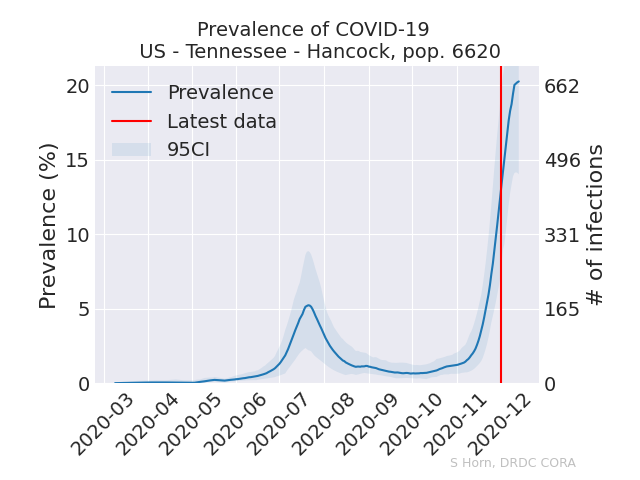 Prevalence of COVID-19
US - Tennessee - Hancock, pop. 6620
Prevalence
Latest data
95CI
Prevalence (%)
20
15
10
5
0
# of infections
662
496
331
165
0
2020-03
2020-04
2020-05
2020-06
2020-07
2020-08
2020-09
2020-10
2020-11
2020-12
S Horn, DRDC CORA